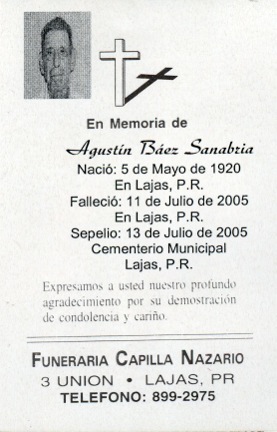 En Memoria de
Agustín Báez Sanabria
Nació: 5 de Mayo de 1920
En Lajas, P.R.
Falleció: 11 de Julio de 2005
En Lajas, P.R.
Sepelio: 13 de Julio de 2005
Cementerio Municipal
Lajas, P.R.
Expresamos a usted nuestro profundo
agradecimiento por su demostración
de condolencia y cariño.
FUNERARIA CAPILLA NAZARIO
3 UNION • LAJAS, PR
TELEFONO: 899-2975